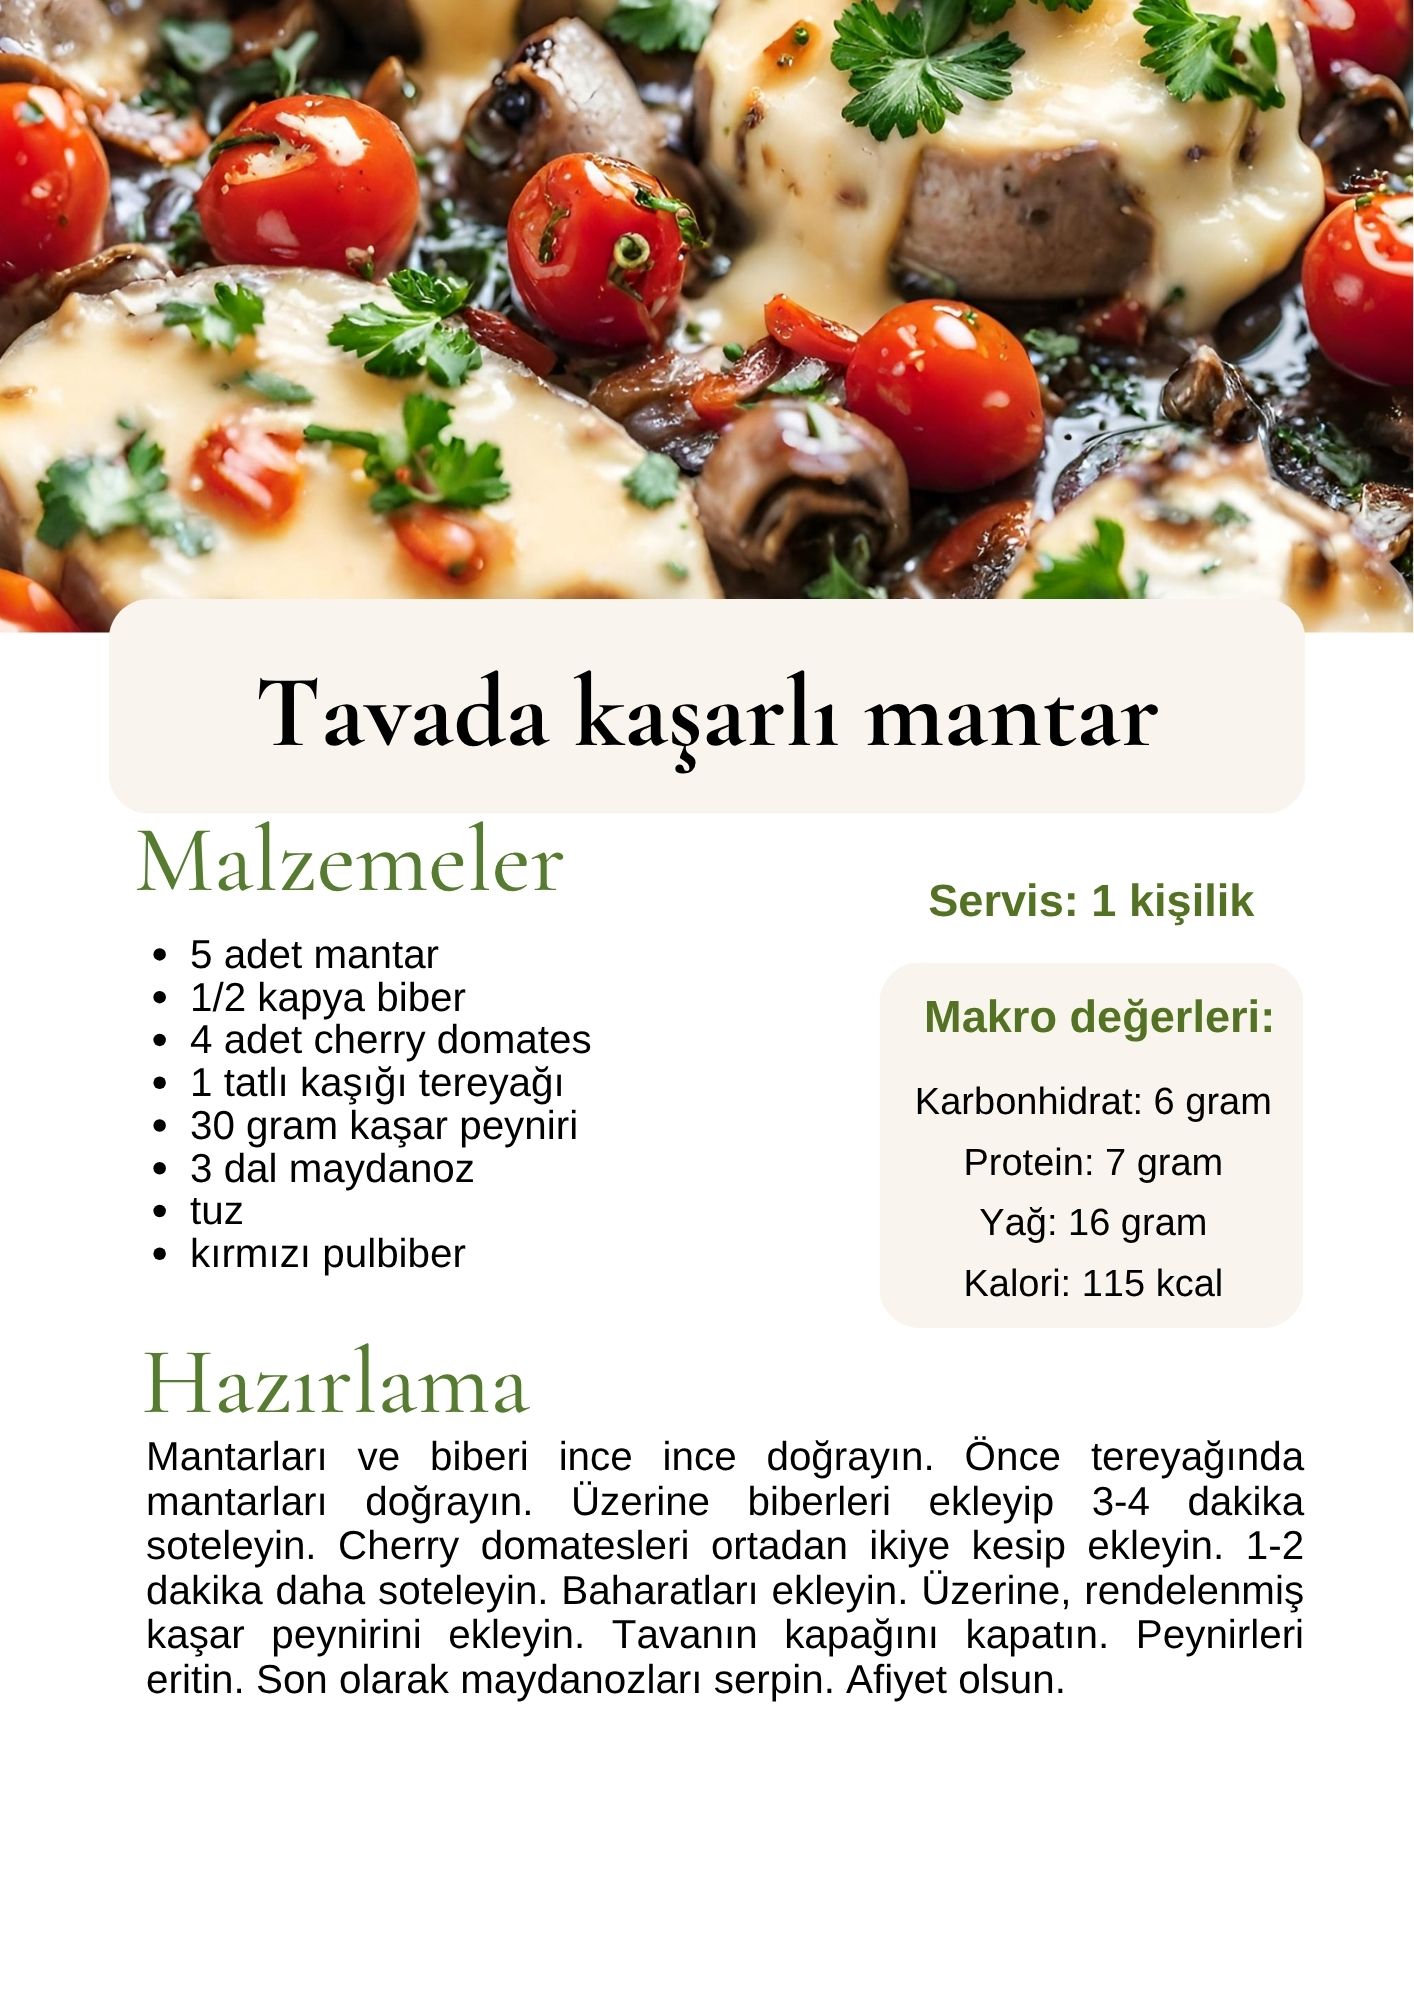 Tavada kaşarlı mantar
Malzemeler
5 adet mantar
1/2 kapya biber
4 adet cherry domates
1 tatlı kaşığı tereyağı
30 gram kaşar peyniri
3 dal maydanoz
tuz
kırmızı pulbiber
Servis: 1 kişilik
Makro değerleri:
Karbonhidrat: 6 gram
Protein: 7 gram
Yağ: 16 gram
Kalori: 115 kcal
Hazırlama
Mantarları ve biberi ince ince doğrayın. Önce tereyağında
mantarları doğrayın. Üzerine biberleri ekleyip 3-4 dakika
soteleyin. Cherry domatesleri ortadan ikiye kesip ekleyin. 1-2
dakika daha soteleyin. Baharatları ekleyin. Üzerine, rendelenmiş
kaşar peynirini ekleyin. Tavanın kapağını kapatın. Peynirleri
eritin. Son olarak maydanozları serpin. Afiyet olsun.